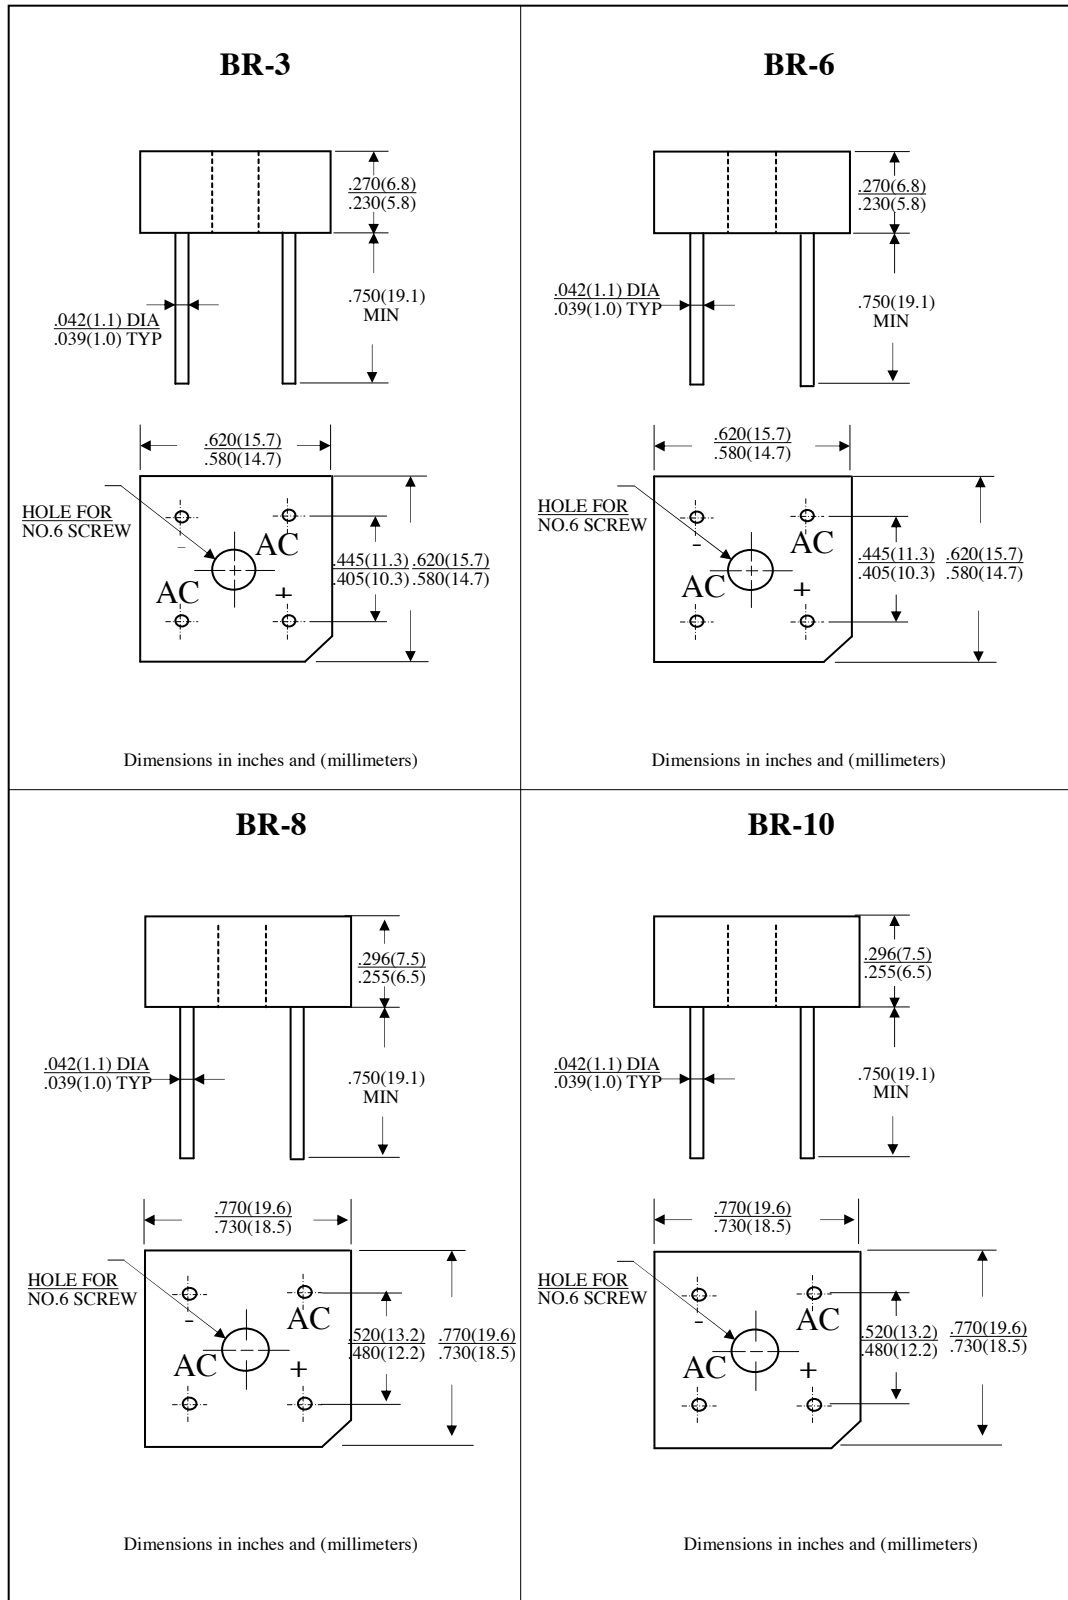 BR-3
.270(6.8)
.230(5.8)
.750(19.1)
MIN
.042(1.1) DIA
.039(1.0) TYP
.620(15.7)
.580(14.7)
HOLE FOR
NO.6 SCREW
-
AC
.445(11.3) .620(15.7)
.405(10.3) .580(14.7)
AC +
Dimensions in inches and (millimeters)
BR-6
.270(6.8)
.230(5.8)
.042(1.1) DIA
.039(1.0) TYP
.750(19.1)
MIN
.620(15.7)
.580(14.7)
HOLE FOR
NO.6 SCREW
- AC
.445(11.3) .620(15.7)
.405(10.3) .580(14.7)
AC +
Dimensions in inches and (millimeters)
BR-8
.296(7.5)
.255(6.5)
.042(1.1) DIA
.039(1.0) TYP
.750(19.1)
MIN
.770(19.6)
.730(18.5)
HOLE FOR
NO.6 SCREW
- AC
.520(13.2) .770(19.6)
.480(12.2) .730(18.5)
AC +
Dimensions in inches and (millimeters)
BR-10
.296(7.5)
.255(6.5)
.042(1.1) DIA
.039(1.0) TYP
.750(19.1)
MIN
.770(19.6)
.730(18.5)
HOLE FOR
NO.6 SCREW
- AC
.520(13.2) .770(19.6)
.480(12.2) .730(18.5)
AC +
Dimensions in inches and (millimeters)